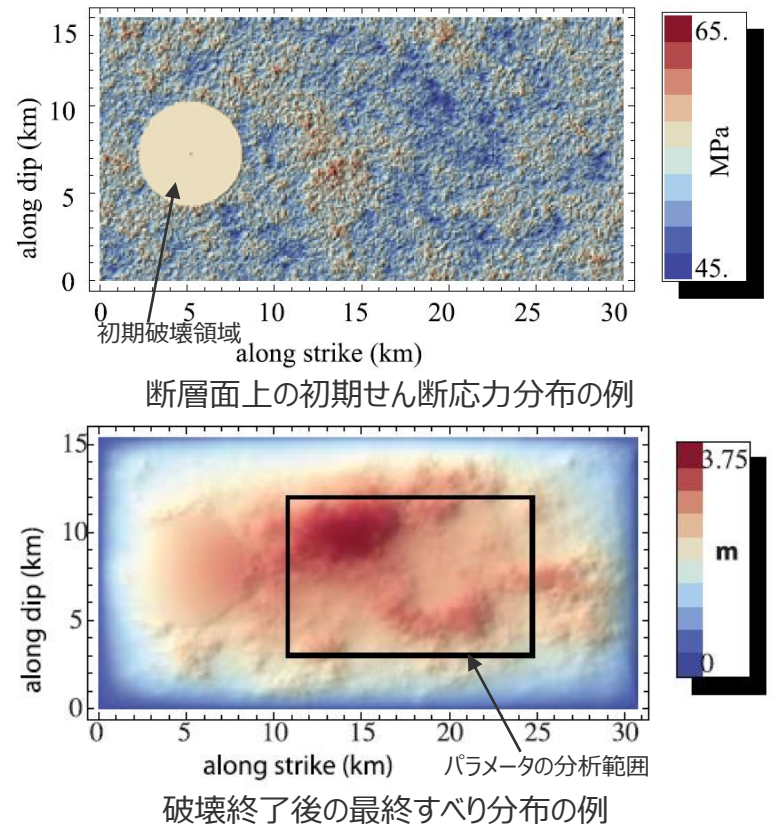 15
10
5
0
along dip (km)
65.
MPa
45.
0 5 10 15 20 25 30
初期破壊領域
along strike (km)
断層面上の初期せん断応力分布の例
15
10
5
0
along dip (km)
3.75
m
0
0 5 10 15 20 25 30
along strike (km)
パラメータの分析範囲
破壊終了後の最終すべり分布の例